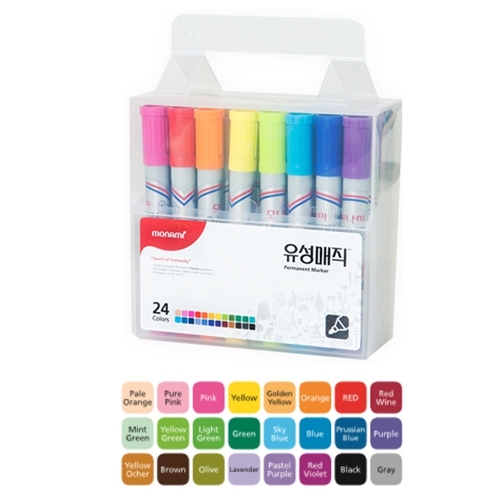 monami
유성매직
Permanent Marker
"touch of humanity"
24
Colors
Pale Orange
Pure Pink
Pink
Yellow
Golden Yellow
Orange
RED
Red Wine
Mint Green
Yellow Green
Light Green
Green
Sky Blue
Blue
Prussian Blue
Purple
Yellow Ocher
Brown
Olive
Lavender
Pastel Purple
Red Violet
Black
Gray